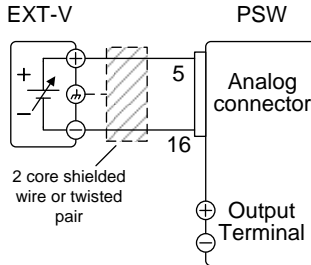 EXT-V
PSW
5
Analog
connector
16
2 core shielded
wire or twisted
pair
Output
Terminal